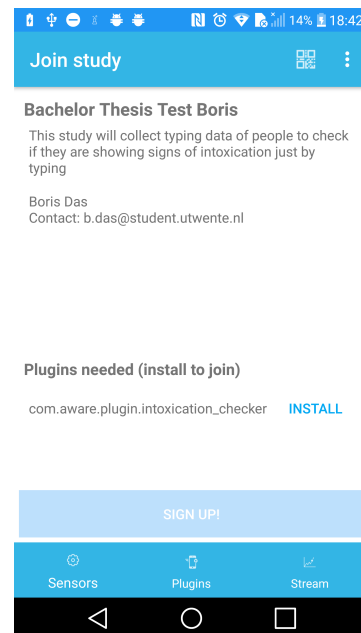 14% 18:42
Join study
Bachelor Thesis Test Boris
This study will collect typing data of people to check
if they are showing signs of intoxication just by
typing
Boris Das
Contact: b.das@student.utwente.nl
Plugins needed (install to join)
com.aware.plugin.intoxication_checker INSTALL
SIGN UP!
Sensors Plugins Stream